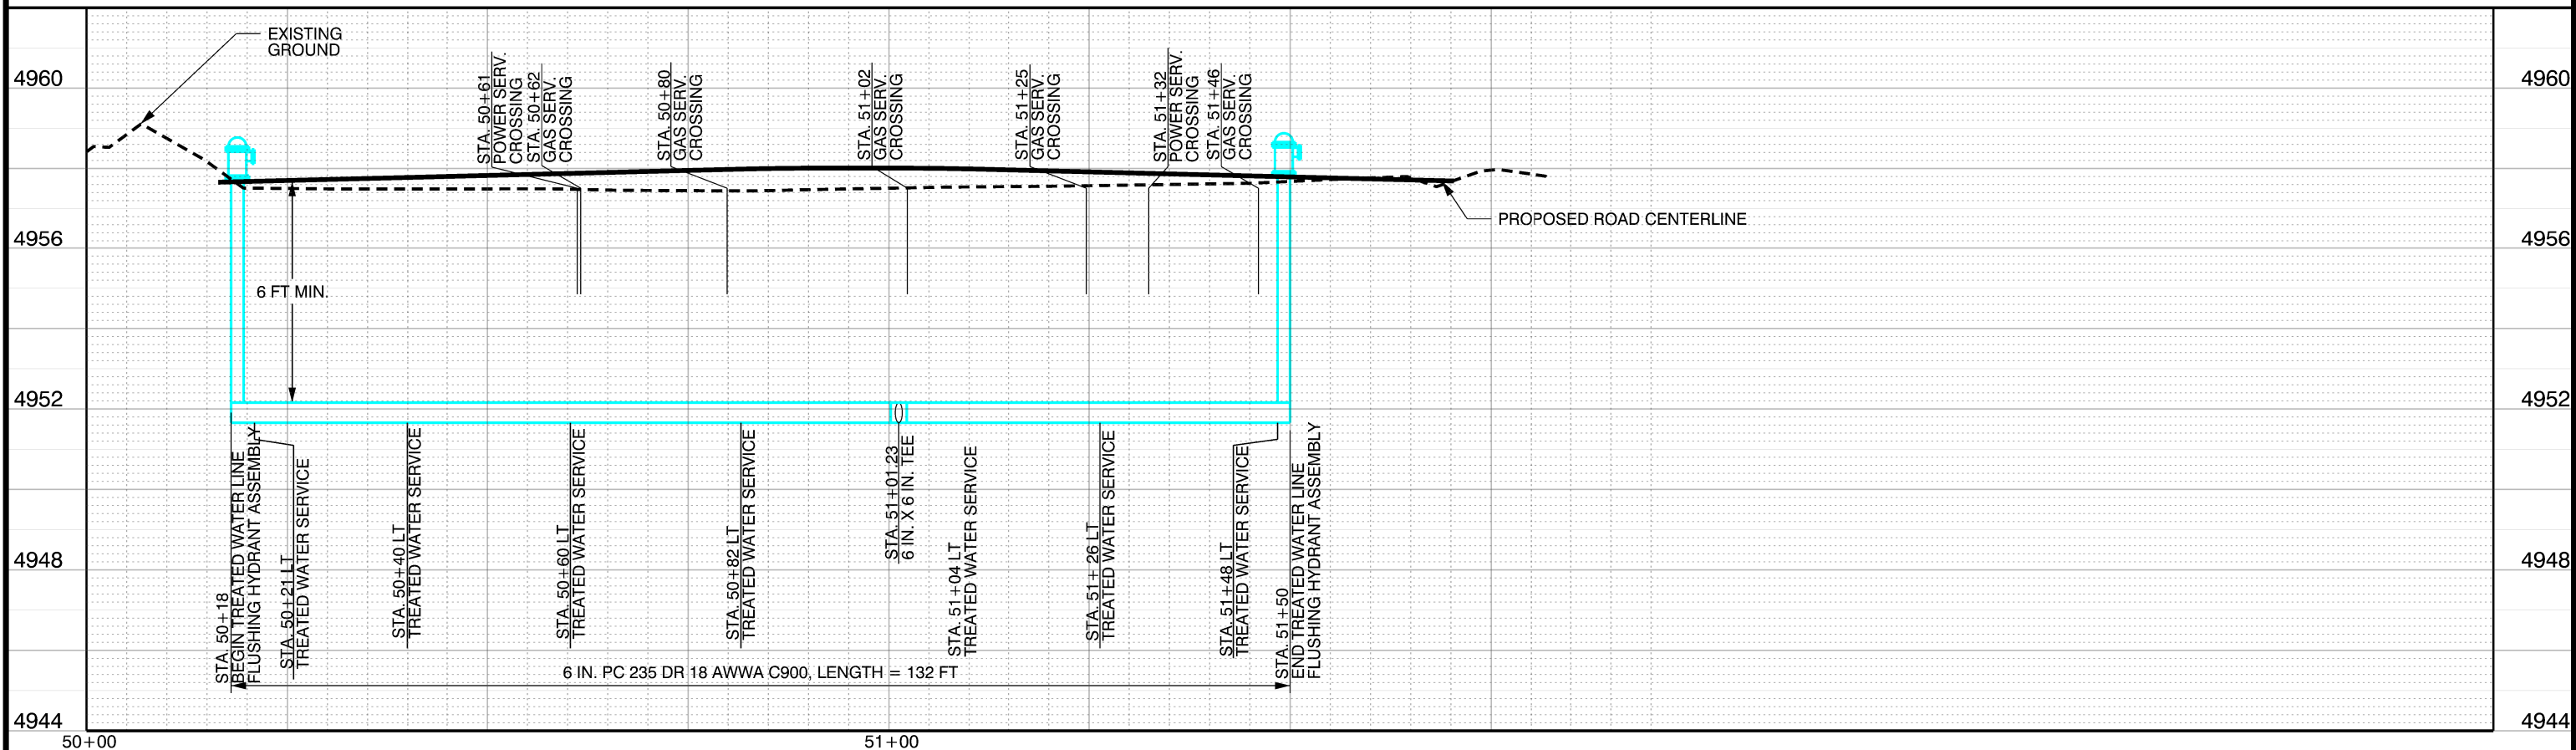 EXISTING
GROUND
4960
4960
STA. 50+61
POWER SERV.
CROSSING
STA. 50+62
GAS SERV.
CROSSING
STA. 50+80
GAS SERV.
CROSSING
STA. 51+02
GAS SERV.
CROSSING
STA. 51+25
GAS SERV.
CROSSING
STA. 51+32
POWER SERV.
CROSSING
STA. 51+46
GAS SERV.
CROSSING
PROPOSED ROAD CENTERLINE
4956
4956
6 FT MIN.
4952
4952
STA. 50+18
BEGIN TREATED WATER LINE
FLUSHING HYDRANT ASSEMBLY
STA. 50+21 LT
TREATED WATER SERVICE
STA. 50+40 LT
TREATED WATER SERVICE
STA. 50+60 LT
TREATED WATER SERVICE
STA. 50+82 LT
TREATED WATER SERVICE
STA. 51+01.23
6 IN. X 6 IN. TEE
STA. 51+04 LT
TREATED WATER SERVICE
STA. 51+ 26 LT
TREATED WATER SERVICE
STA. 51+48 LT
TREATED WATER SERVICE
STA. 51+50
END TREATED WATER LINE
FLUSHING HYDRANT ASSEMBLY
4948
4948
6 IN. PC 235 DR 18 AWWA C900, LENGTH = 132 FT
4944
4944
50+00
51+00